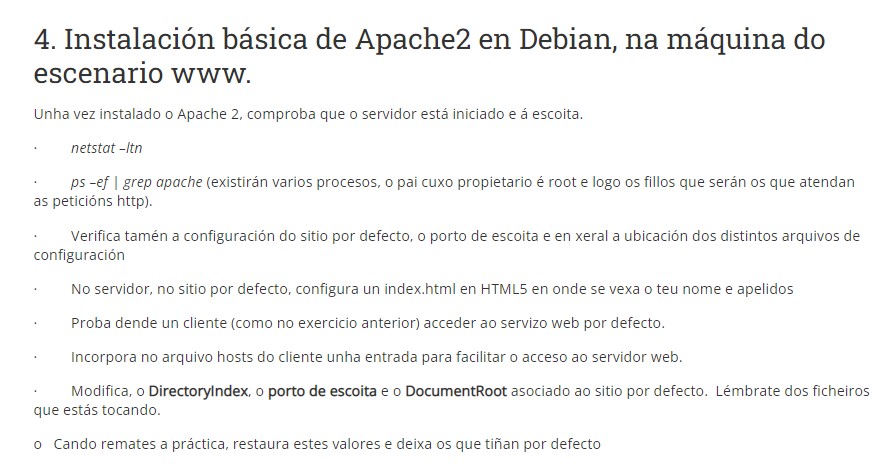 4. Instalación básica de Apache2 en Debian, na máquina do
escenario www.
Unha vez instalado o Apache 2, comproba que o servidor está iniciado e á escoita.
· netstat –ltn
· ps –ef | grep apache (existirán varios procesos, o pai cuxo propietario é root e logo os fillos que serán os que atendan
as peticións http).
· Verifica tamén a configuración do sitio por defecto, o porto de escoita e en xeral a ubicación dos distintos arquivos de
configuración
· No servidor, no sitio por defecto, configura un index.html en HTML5 en onde se vexa o teu nome e apelidos
· Proba dende un cliente (como no exercicio anterior) acceder ao servizo web por defecto.
· Incorpora no arquivo hosts do cliente unha entrada para facilitar o acceso ao servidor web.
· Modifica, o DirectoryIndex, o porto de escoita e o DocumentRoot asociado ao sitio por defecto. Lémbrate dos ficheiros
que estás tocando.
o Cando remates a práctica, restaura estes valores e deixa os que tiñan por defecto